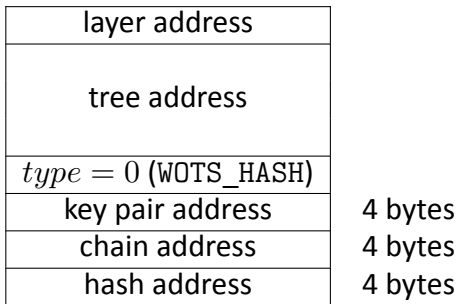 layer address
tree address
type = 0 (WOTS_HASH)
key pair address 4 bytes
chain address 4 bytes
hash address 4 bytes